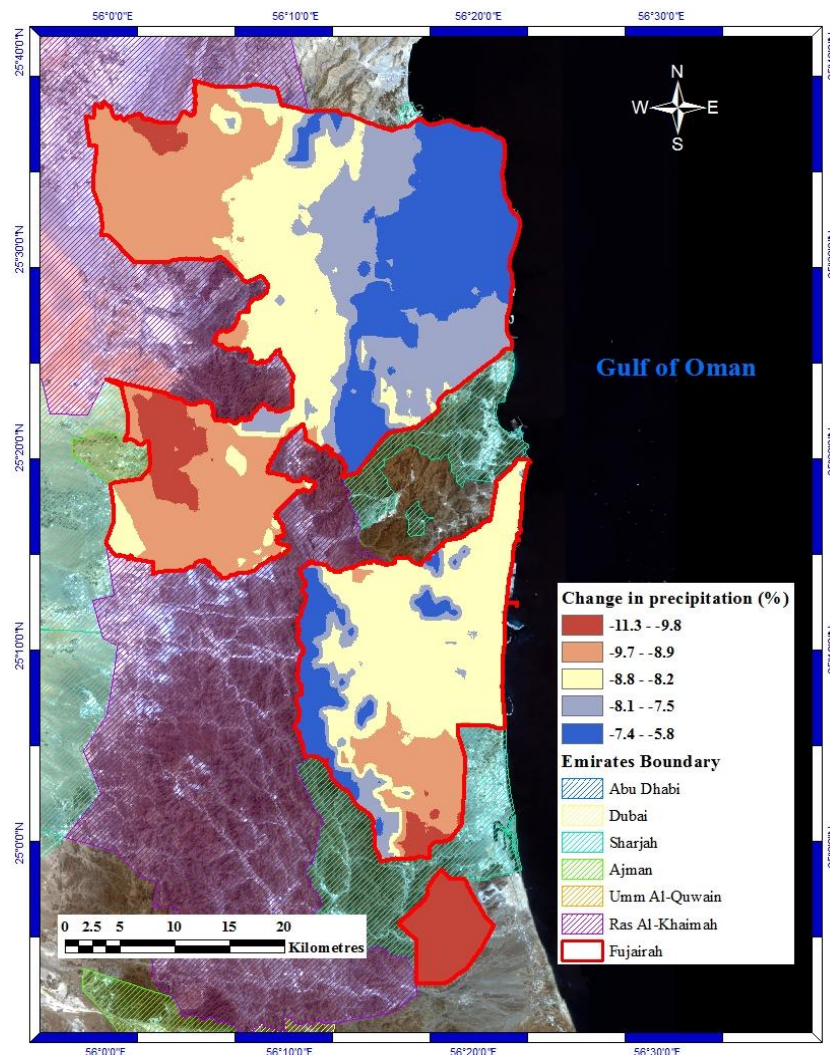 56°0'0"E 56°10'0"E 56°20'0"E 56°30'0"E
25°40'0"N
N
W E
S
25°30'0"N
Gulf of Oman
25°20'0"N
25°10'0"N
Change in precipitation (%)
-11.3 - -9.8
-9.7 - -8.9
-8.8 - -8.2
-8.1 - -7.5
-7.4 - -5.8
Emirates Boundary
Abu Dhabi
Dubai
Sharjah
Ajman
Umm Al-Quwain
Ras Al-Khaimah
Fujairah
25°0'0"N
0 2.5 5 10 15 20
Kilometres
56°0'0"E 56°10'0"E 56°20'0"E 56°30'0"E